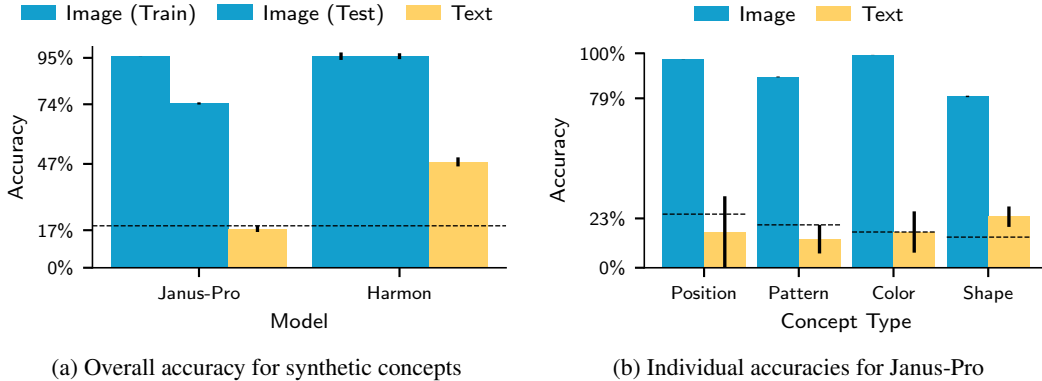 Image (Train) Image (Test) Text
95%
74%
47%
17%
0%
Accuracy
Janus-Pro Harmon
Model
(a) Overall accuracy for synthetic concepts
Image Text
100%
79%
23%
0%
Accuracy
Position Pattern Color Shape
Concept Type
(b) Individual accuracies for Janus-Pro